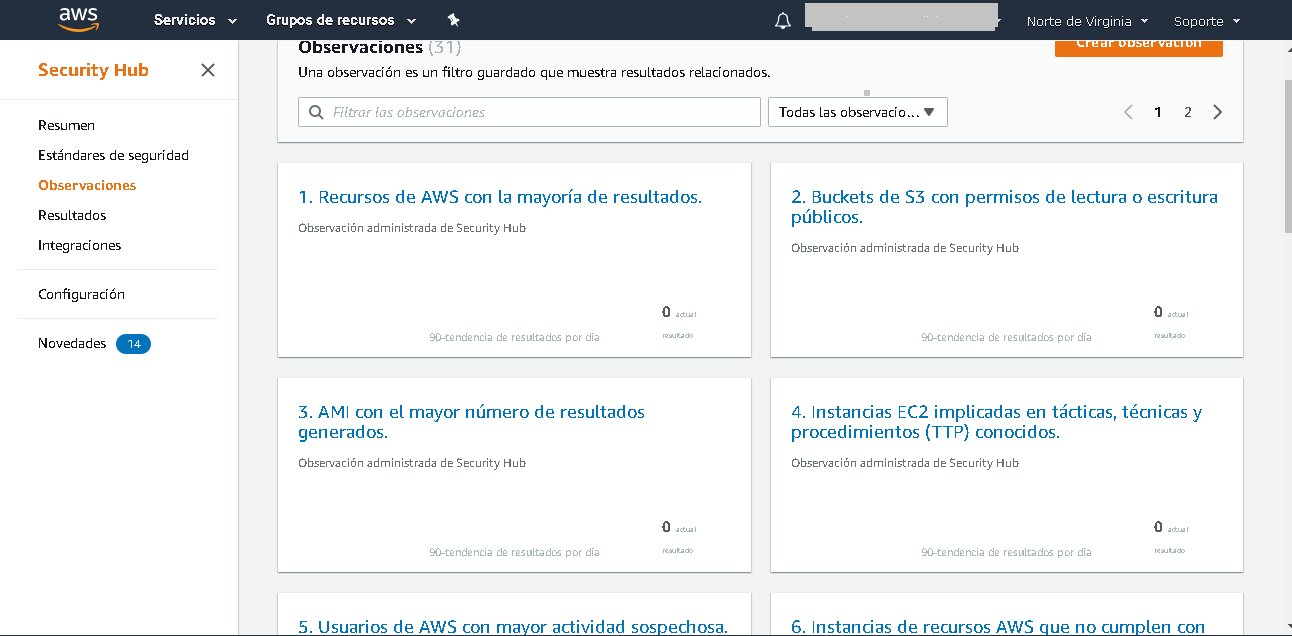 aws Servicios Grupos de recursos Norte de Virginia Soporte
Security Hub
Resumen
Estándares de seguridad
Observaciones
Resultados
Integraciones
Configuración
Novedades 14
Observaciones (31)
Crear observación
Una observación es un filtro guardado que muestra resultados relacionados.
Filtrar las observaciones
Todas las observacio...
1 2
1. Recursos de AWS con la mayoría de resultados.
Observación administrada de Security Hub
90-tendencia de resultados por día
0 actual
resultado
2. Buckets de S3 con permisos de lectura o escritura
públicos.
Observación administrada de Security Hub
90-tendencia de resultados por día
0 actual
resultado
3. AMI con el mayor número de resultados
generados.
Observación administrada de Security Hub
90-tendencia de resultados por día
0 actual
resultado
4. Instancias EC2 implicadas en tácticas, técnicas y
procedimientos (TTP) conocidos.
Observación administrada de Security Hub
90-tendencia de resultados por día
0 actual
resultado
5. Usuarios de AWS con mayor actividad sospechosa.
6. Instancias de recursos AWS que no cumplen con